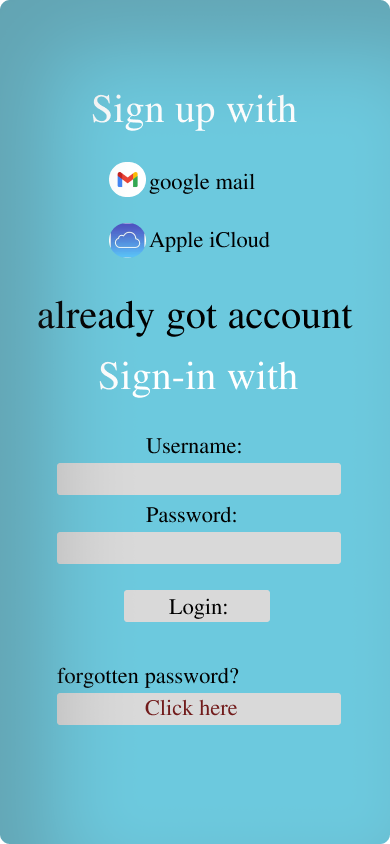 Sign up with
google mail
Apple iCloud
already got account
Sign-in with
Username:
Password:
Login:
forgotten password?
Click here